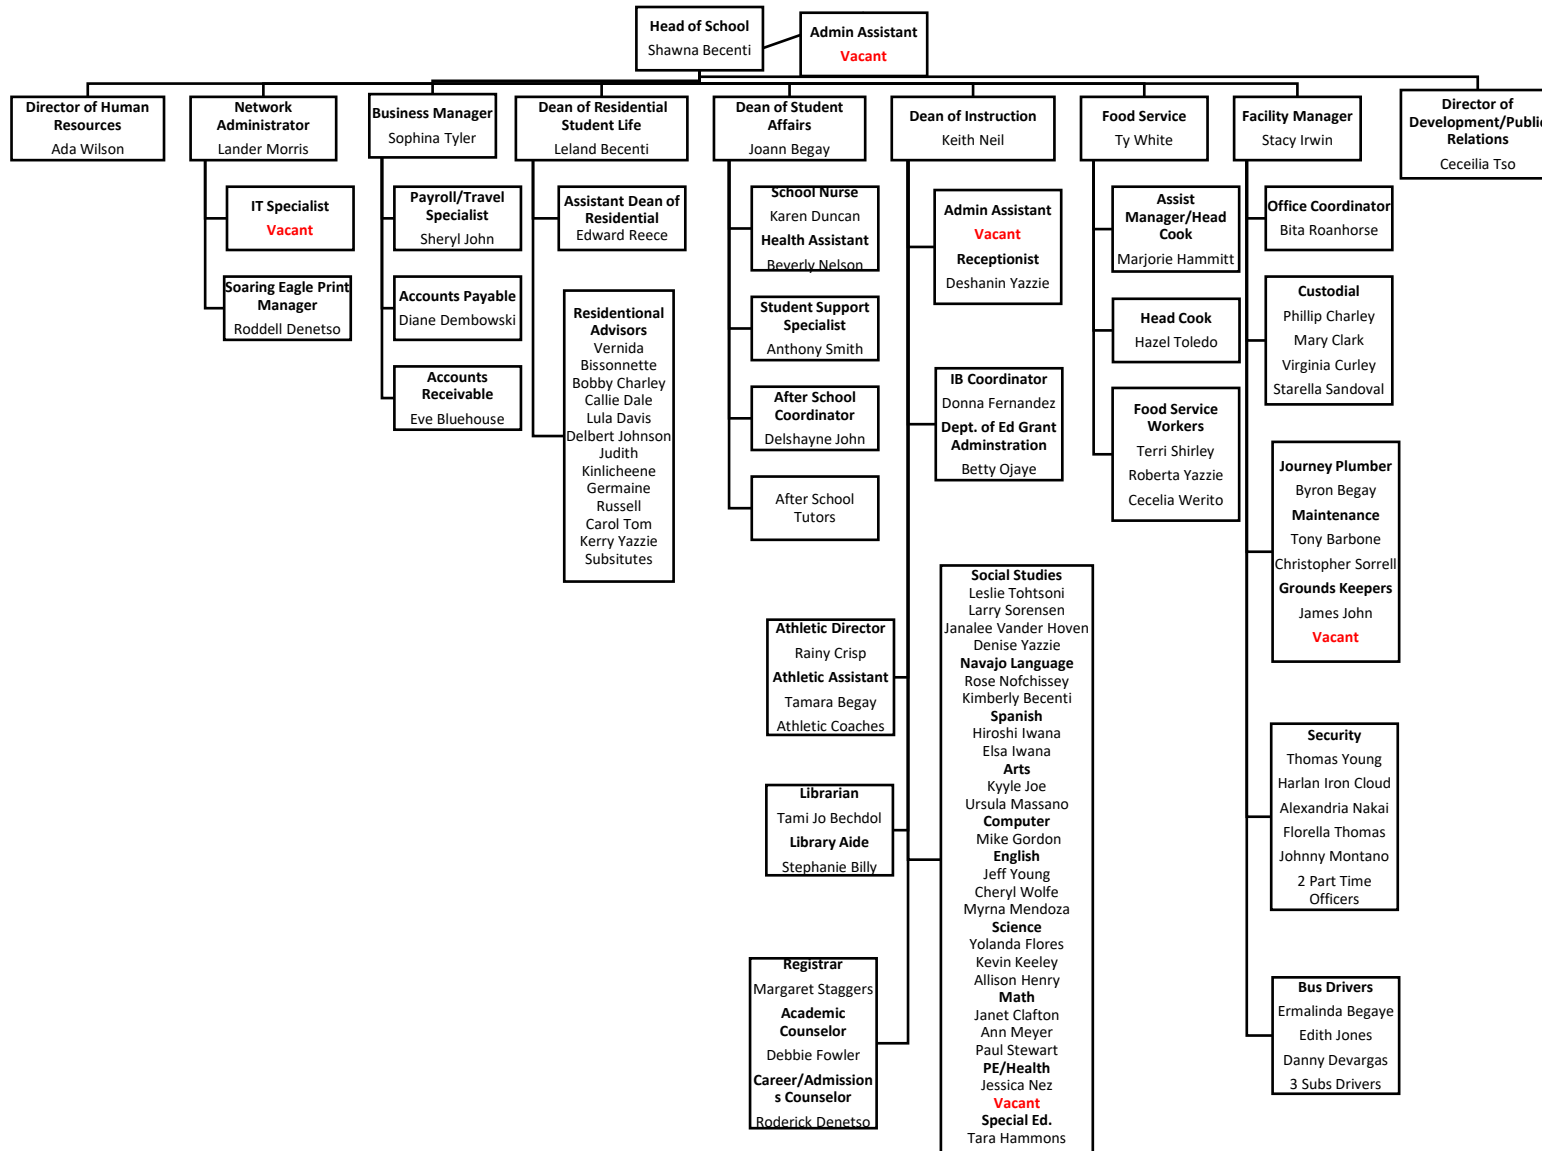 Head of School
Shawna Becenti
Admin Assistant
Vacant
Director of Human
Resources
Ada Wilson
Network
Administrator
Lander Morris
Business Manager
Sophina Tyler
Dean of Residential
Student Life
Leland Becenti
Dean of Student
Affairs
Joann Begay
Dean of Instruction
Keith Neil
Food Service
Ty White
Facility Manager
Stacy Irwin
Director of
Development/Public
Relations
Ceceilia Tso
IT Specialist
Vacant
Soaring Eagle Print
Manager
Roddell Denetso
Payroll/Travel
Specialist
Sheryl John
Accounts Payable
Diane Dembowski
Accounts
Receivable
Eve Bluehouse
Assistant Dean of
Residential
Edward Reece
Residentional
Advisors
Vernida
Bissonnette
Bobby Charley
Callie Dale
Lula Davis
Delbert Johnson
Judith
Kinlicheene
Germaine
Russell
Carol Tom
Kerry Yazzie
Subsitutes
School Nurse
Karen Duncan
Health Assistant
Beverly Nelson
Student Support
Specialist
Anthony Smith
After School
Coordinator
Delshayne John
After School
Tutors
Admin Assistant
Vacant
Receptionist
Deshanin Yazzie
IB Coordinator
Donna Fernandez
Dept. of Ed Grant
Adminstration
Betty Ojaye
Athletic Director
Rainy Crisp
Athletic Assistant
Tamara Begay
Athletic Coaches
Librarian
Tami Jo Bechdol
Library Aide
Stephanie Billy
Registrar
Margaret Staggers
Academic
Counselor
Debbie Fowler
Career/Admission
s Counselor
Roderick Denetso
Social Studies
Leslie Tohtsoni
Larry Sorensen
Janalee Vander Hoven
Denise Yazzie
Navajo Language
Rose Nofchissey
Kimberly Becenti
Spanish
Hiroshi Iwana
Elsa Iwana
Arts
Kyyle Joe
Ursula Massano
Computer
Mike Gordon
English
Jeff Young
Cheryl Wolfe
Myrna Mendoza
Science
Yolanda Flores
Kevin Keeley
Allison Henry
Math
Janet Clafton
Ann Meyer
Paul Stewart
PE/Health
Jessica Nez
Vacant
Special Ed.
Tara Hammons
Assist
Manager/Head
Cook
Marjorie Hammitt
Head Cook
Hazel Toledo
Food Service
Workers
Terri Shirley
Roberta Yazzie
Cecelia Werito
Office Coordinator
Bita Roanhorse
Custodial
Phillip Charley
Mary Clark
Virginia Curley
Starella Sandoval
Journey Plumber
Byron Begay
Maintenance
Tony Barbone
Christopher Sorrell
Grounds Keepers
James John
Vacant
Security
Thomas Young
Harlan Iron Cloud
Alexandria Nakai
Florella Thomas
Johnny Montano
2 Part Time
Officers
Bus Drivers
Ermalinda Begaye
Edith Jones
Danny Devargas
3 Subs Drivers